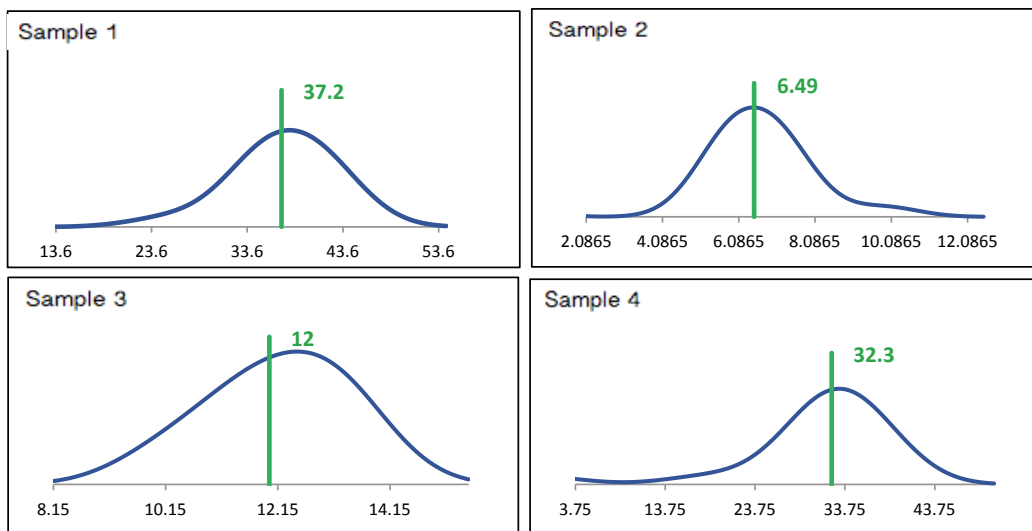 Sample 1
37.2
13.6 23.6 33.6 43.6 53.6
Sample 2
6.49
2.0865 4.0865 6.0865 8.0865 10.0865 12.0865
Sample 3
12
8.15 10.15 12.15 14.15
Sample 4
32.3
3.75 13.75 23.75 33.75 43.75